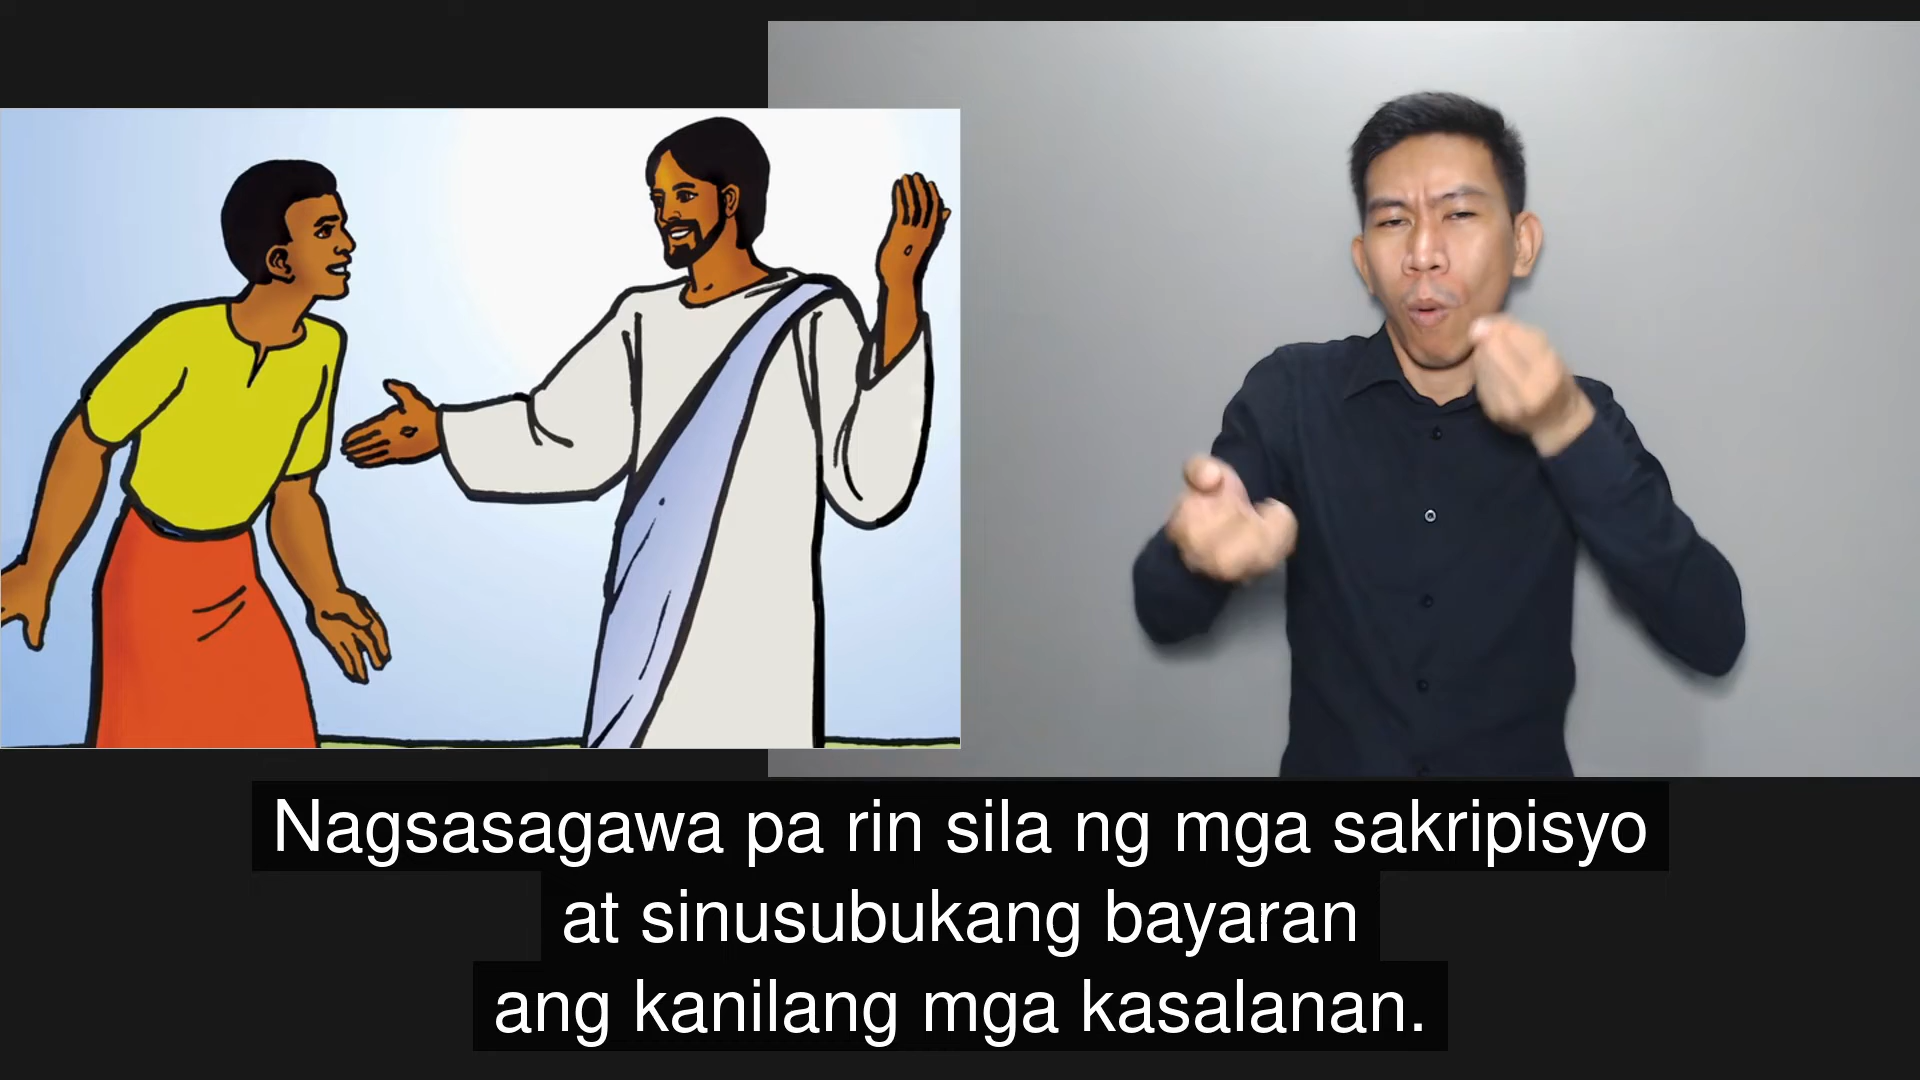 Nagsasagawa pa rin sila ng mga sakripisyo
at sinusubukang bayaran
ang kanilang mga kasalanan.